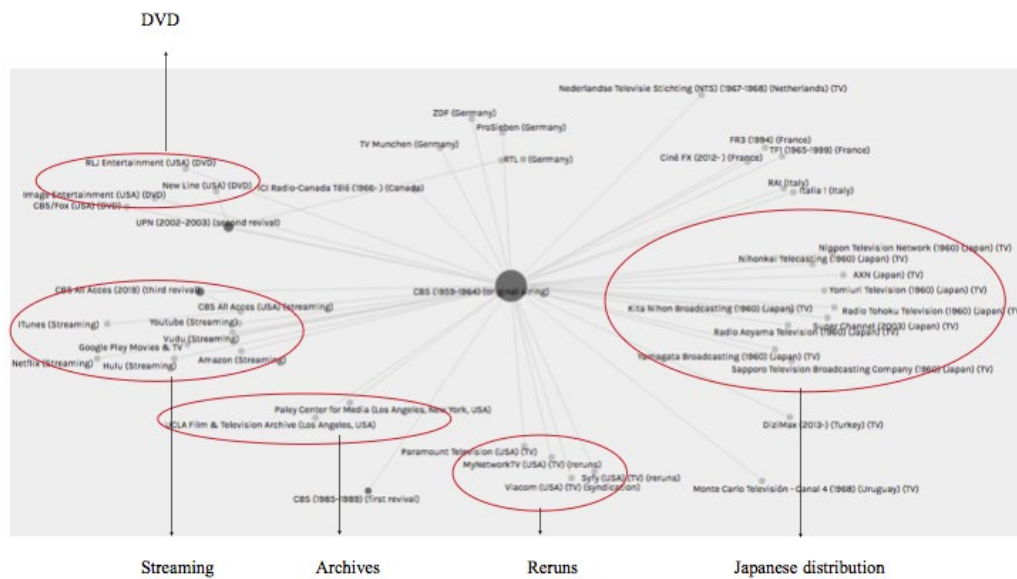 DVD
Nederlandse Televisie Stichting (NTS) (1967-1968) (Netherlands) (TV)
ZDF (Germany)
ProSieben (Germany)
TV Munchen (Germany)
RTL II (Germany)
FR3 (1994) (France)
TF1 (1965-1999) (France)
Ciné FX (2012- ) (France)
RLJ Entertainment (USA) (DVD)
New Line (USA) (DVD)
ICI Radio-Canada Télé (1966- ) (Canada)
RAI (Italy)
Italia 1 (Italy)
Image Entertainment (USA) (DVD)
CBS/Fox (USA) (DVD)
UPN (2002-2003) (second revival)
Nippon Television Network (1960) (Japan) (TV)
Nihonkai Telecasting (1960) (Japan) (TV)
AXN (Japan) (TV)
CBS All Acces (2019) (third revival)
CBS (1959-1964) (original airing)
Yomiuri Television (1960) (Japan) (TV)
CBS All Acces (USA) (streaming)
Kita Nihon Broadcasting (1960) (Japan) (TV)
Radio Tohoku Television (1960) (Japan) (TV)
ITunes (Streaming)
Youtube (Streaming)
Super Channel (2003) (Japan) (TV)
Radio Aoyama Television (1960) (Japan) (TV)
Vudu (Streaming)
Google Play Movies & TV
Netflix (Streaming)
Hulu (Streaming)
Amazon (Streaming)
Yamagata Broadcasting (1960) (Japan) (TV)
Sapporo Television Broadcasting Company (1960) (Japan) (TV)
Paley Center for Media (Los Angeles, New York, USA)
UCLA Film & Television Archive (Los Angeles, USA)
DiziMax (2013-) (Turkey) (TV)
Paramount Television (USA) (TV)
MyNetworkTV (USA) (TV) (reruns)
Syfy (USA) (TV) (reruns)
Viacom (USA) (TV) (syndication)
CBS (1985-1989) (first revival)
Monte Carlo Televisión - Canal 4 (1968) (Uruguay) (TV)
Streaming
Archives
Reruns
Japanese distribution